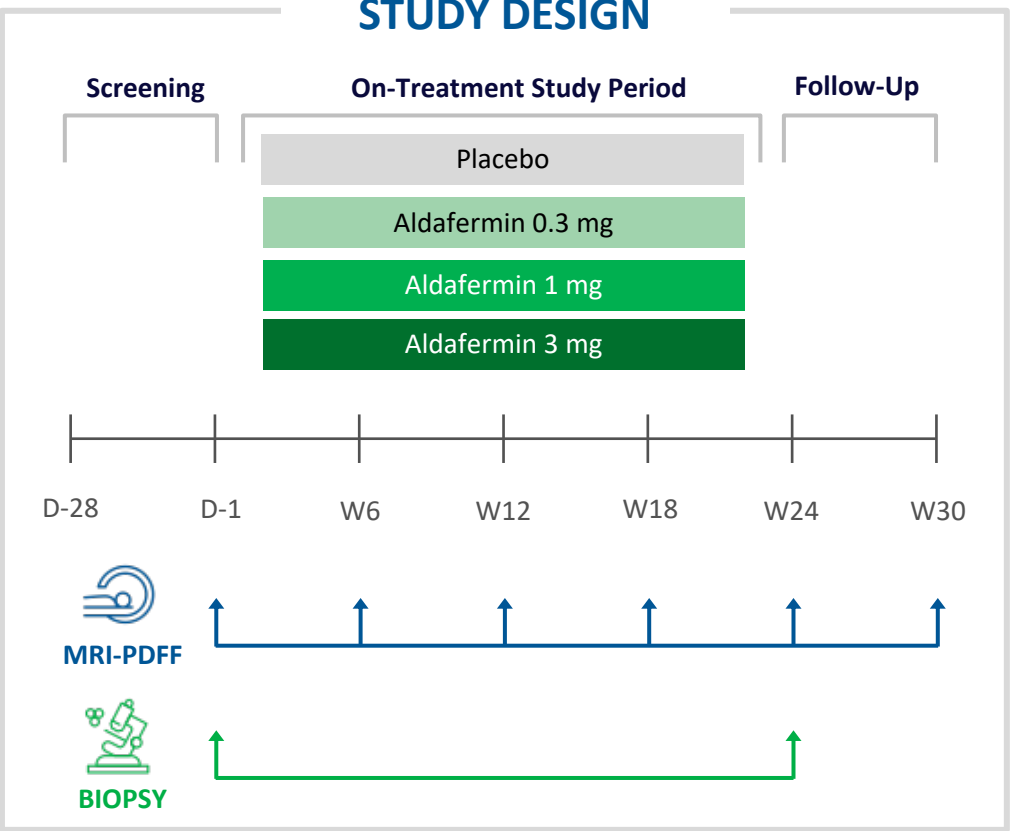 STUDY DESIGN
Screening
On-Treatment Study Period
Follow-Up
Placebo
Aldafermin 0.3 mg
Aldafermin 1 mg
Aldafermin 3 mg
D-28
D-1
W6
W12
W18
W24
W30
MRI-PDFF
BIOPSY